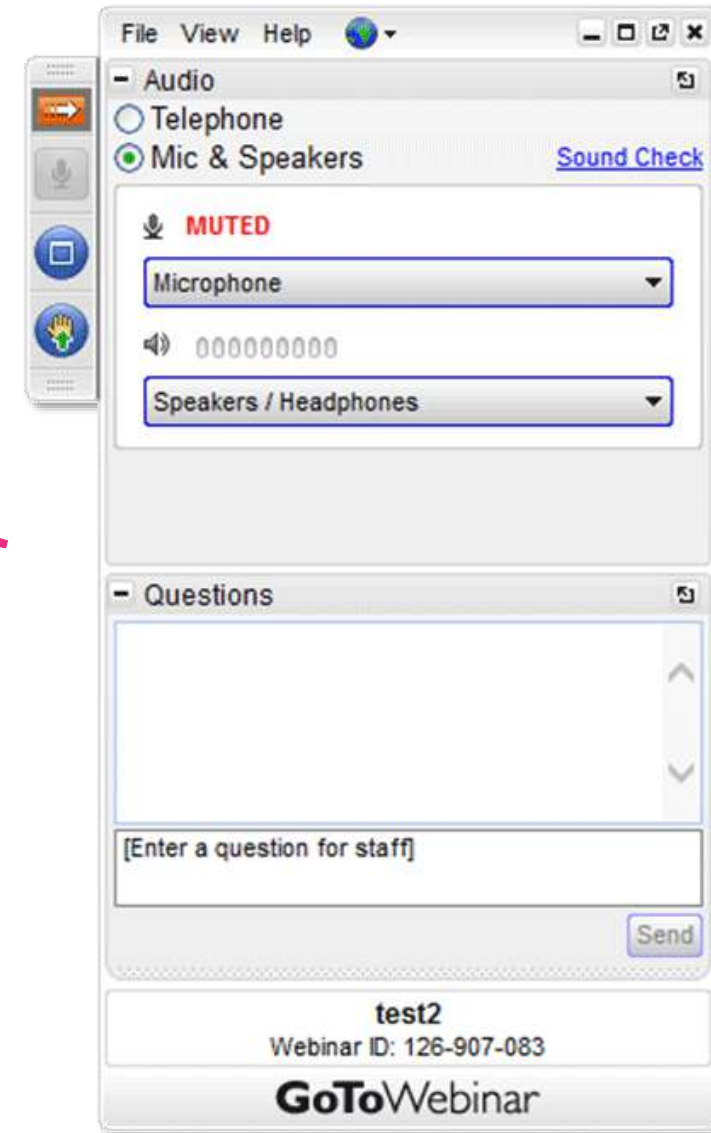 File View Help
Audio
Telephone
Mic & Speakers Sound Check
MUTED
Microphone
Speakers / Headphones
Questions
[Enter a question for staff]
Send
test2
Webinar ID: 126-907-083
GoToWebinar